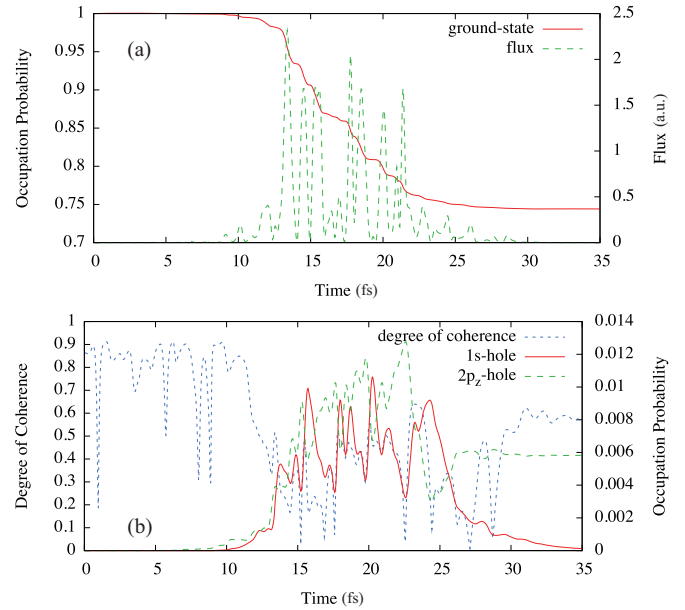 1
0.95
0.9
0.85
0.8
0.75
0.7
0 5 10 15 20 25 30 35
2.5
2
1.5
1
0.5
0
Occupation Probability
Flux (a.u.)
Time (fs)
(a)
ground-state
flux
1
0.9
0.8
0.7
0.6
0.5
0.4
0.3
0.2
0.1
0
0 5 10 15 20 25 30 35
0.014
0.012
0.01
0.008
0.006
0.004
0.002
0
Degree of Coherence
Occupation Probability
Time (fs)
(b)
degree of coherence
1s-hole
2p_z-hole